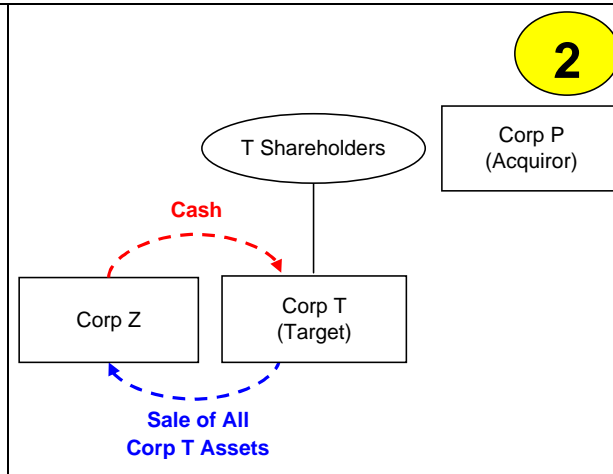 2
T Shareholders
Corp P
(Acquiror)
Cash
Corp Z
Corp T
(Target)
Sale of All
Corp T Assets